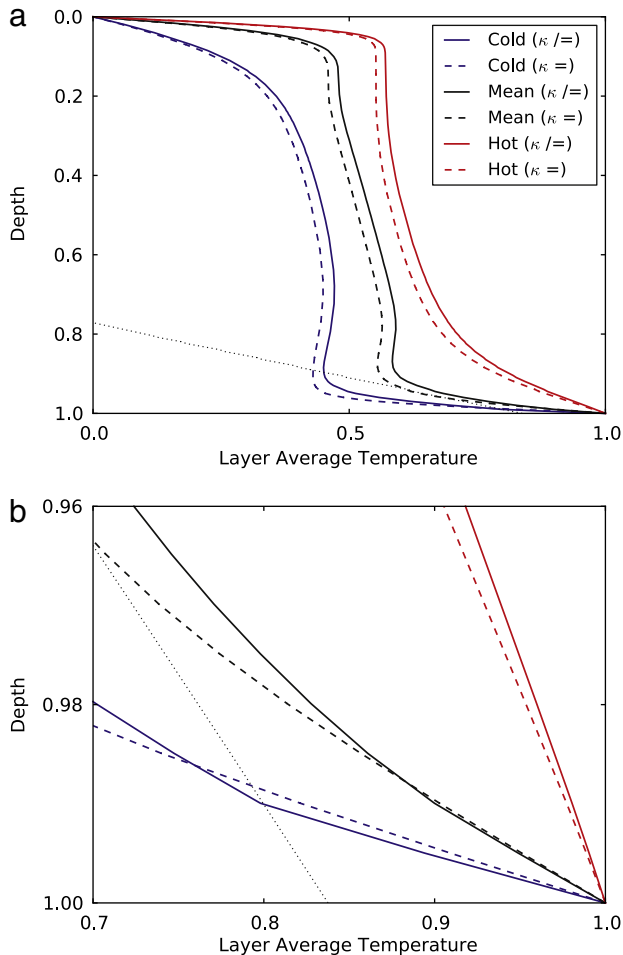 a
0.0
0.2
0.4
0.6
0.8
1.0
Depth
Cold (κ /=)
Cold (κ =)
Mean (κ /=)
Mean (κ =)
Hot (κ /=)
Hot (κ =)
0.0
0.5
1.0
Layer Average Temperature
b
0.96
0.98
1.00
Depth
0.7
0.8
0.9
1.0
Layer Average Temperature